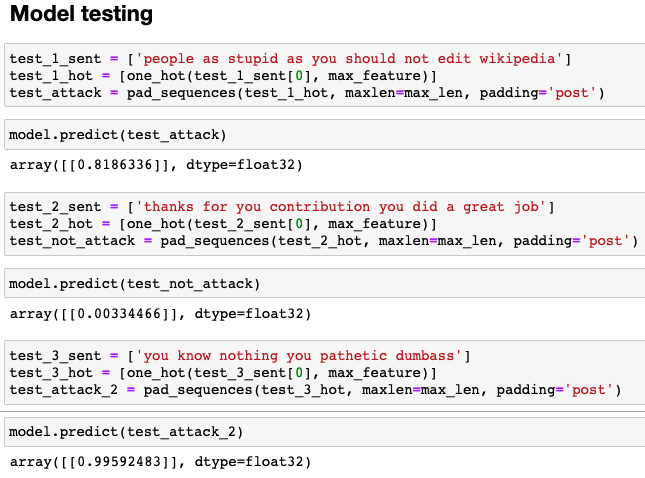 Model testing
test_1_sent = ['people as stupid as you should not edit wikipedia']
test_1_hot = [one_hot(test_1_sent[0], max_feature)]
test_attack = pad_sequences(test_1_hot, maxlen=max_len, padding='post')
model.predict(test_attack)
array([[0.8186336]], dtype=float32)
test_2_sent = ['thanks for you contribution you did a great job']
test_2_hot = [one_hot(test_2_sent[0], max_feature)]
test_not_attack = pad_sequences(test_2_hot, maxlen=max_len, padding='post')
model.predict(test_not_attack)
array([[0.00334466]], dtype=float32)
test_3_sent = ['you know nothing you pathetic dumbass']
test_3_hot = [one_hot(test_3_sent[0], max_feature)]
test_attack_2 = pad_sequences(test_3_hot, maxlen=max_len, padding='post')
model.predict(test_attack_2)
array([[0.99592483]], dtype=float32)